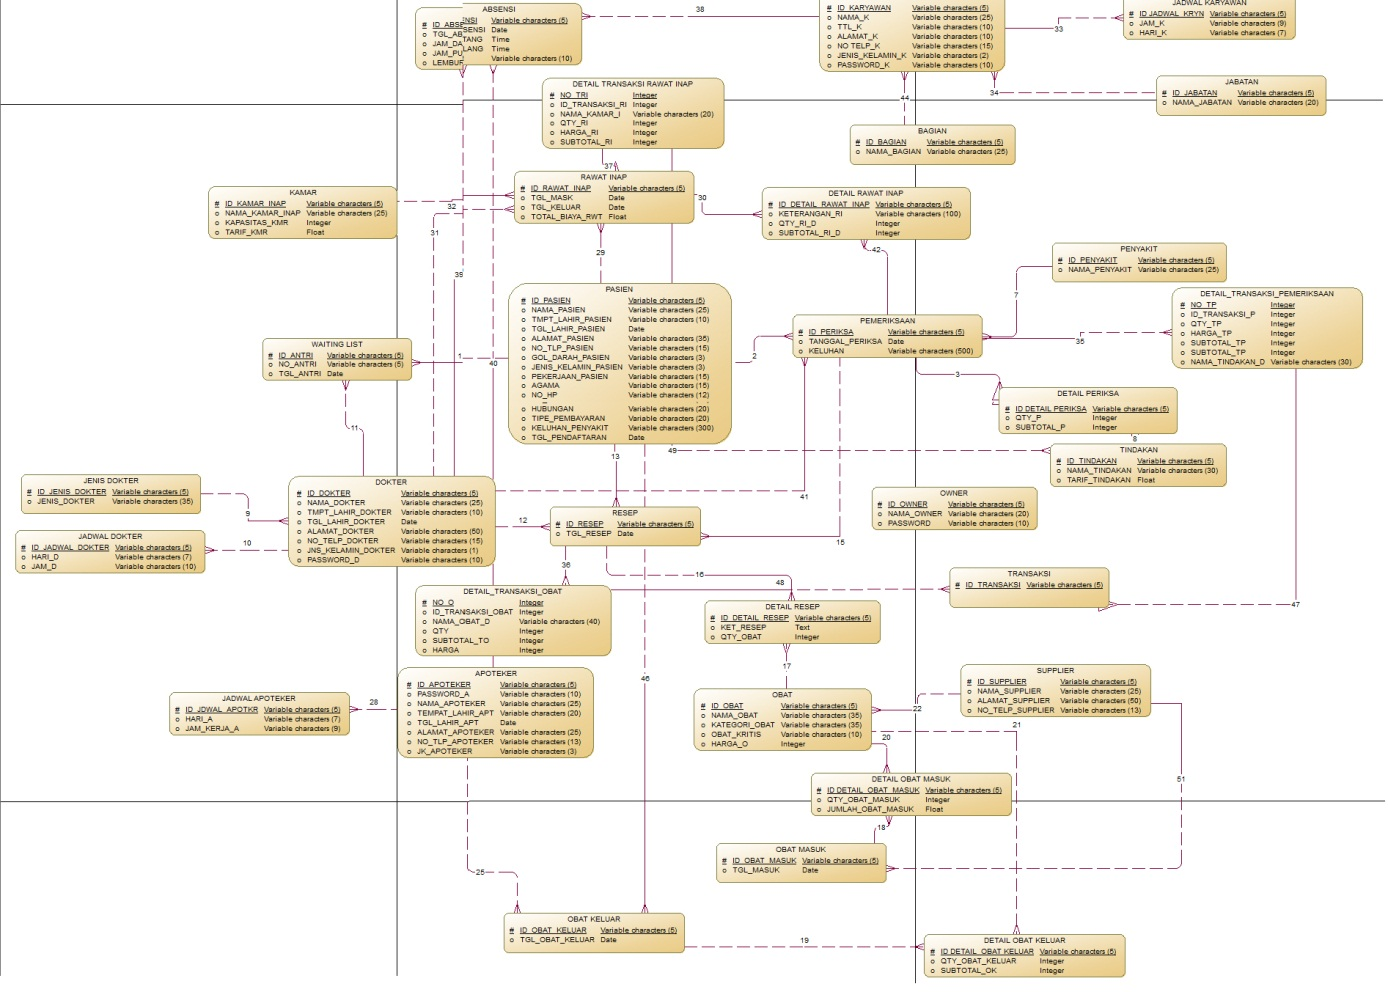 ABSENSI
# ID_ABSENSI Variable characters (5)
o TGL_ABSENSI Date
o JAM_DATANG Time
o JAM_PULANG Time
o LEMBUR Variable characters (10)
38
# ID_KARYAWAN Variable characters (5)
o NAMA_K Variable characters (25)
o TTL_K Variable characters (10)
o ALAMAT_K Variable characters (10)
o NO TELP_K Variable characters (15)
o JENIS_KELAMIN_K Variable characters (2)
o PASSWORD_K Variable characters (10)
33
JADWAL KARYAWAN
# ID JADWAL_KRYN Variable characters (5)
o JAM_K Variable characters (9)
o HARI_K Variable characters (7)
34
JABATAN
# ID_JABATAN Variable characters (5)
o NAMA_JABATAN Variable characters (20)
44
BAGIAN
# ID_BAGIAN Variable characters (5)
o NAMA_BAGIAN Variable characters (25)
DETAIL TRANSAKSI RAWAT INAP
# NO_TRI Integer
o ID_TRANSAKSI_RI Integer
o NAMA_KAMAR_I Variable characters (20)
o QTY_RI Integer
o HARGA_RI Integer
o SUBTOTAL_RI Integer
37
RAWAT INAP
# ID_RAWAT_INAP Variable characters (5)
o TGL_MASK Date
o TGL_KELUAR Date
o TOTAL_BIAYA_RWT Float
30
KAMAR
# ID_KAMAR_INAP Variable characters (5)
o NAMA_KAMAR_INAP Variable characters (25)
o KAPASITAS_KMR Integer
o TARIF_KMR Float
32
31
39
29
DETAIL RAWAT INAP
# ID_DETAIL_RAWAT_INAP Variable characters (5)
o KETERANGAN_RI Variable characters (100)
o QTY_RI_D Integer
o SUBTOTAL_RI_D Integer
42
PENYAKIT
# ID_PENYAKIT Variable characters (5)
o NAMA_PENYAKIT Variable characters (25)
7
DETAIL_TRANSAKSI_PEMERIKSAAN
# NO_TP Integer
o ID_TRANSAKSI_P Integer
o QTY_TP Integer
o HARGA_TP Integer
o SUBTOTAL_TP Integer
o SUBTOTAL_TP Integer
o NAMA_TINDAKAN_D Variable characters (30)
PASIEN
# ID_PASIEN Variable characters (5)
o NAMA_PASIEN Variable characters (25)
o TMPT_LAHIR_PASIEN Variable characters (10)
o TGL_LAHIR_PASIEN Date
o ALAMAT_PASIEN Variable characters (35)
o NO_TLP_PASIEN Variable characters (15)
o GOL_DARAH_PASIEN Variable characters (3)
o JENIS_KELAMIN_PASIEN Variable characters (3)
o PEKERJAAN_PASIEN Variable characters (15)
o AGAMA Variable characters (15)
o NO_HP Variable characters (12)
o HUBUNGAN Variable characters (20)
o TIPE_PEMBAYARAN Variable characters (20)
o KELUHAN_PENYAKIT Variable characters (300)
o TGL_PENDAFTARAN Date
PEMERIKSAAN
# ID_PERIKSA Variable characters (5)
o TANGGAL_PERIKSA Date
o KELUHAN Variable characters (500)
35
2
3
WAITING LIST
# ID_ANTRI Variable characters (5)
o NO_ANTRI Variable characters (5)
o TGL_ANTRI Date
1
40
11
DETAIL PERIKSA
# ID DETAIL PERIKSA Variable characters (5)
o QTY_P Integer
o SUBTOTAL_P Integer
8
TINDAKAN
# ID_TINDAKAN Variable characters (5)
o NAMA_TINDAKAN Variable characters (30)
o TARIF_TINDAKAN Float
13
49
JENIS DOKTER
# ID_JENIS_DOKTER Variable characters (5)
o JENIS_DOKTER Variable characters (35)
9
JADWAL DOKTER
# ID_JADWAL_DOKTER Variable characters (5)
o HARI_D Variable characters (7)
o JAM_D Variable characters (10)
10
DOKTER
# ID_DOKTER Variable characters (5)
o NAMA_DOKTER Variable characters (25)
o TMPT_LAHIR_DOKTER Variable characters (10)
o TGL_LAHIR_DOKTER Date
o ALAMAT_DOKTER Variable characters (50)
o NO_TELP_DOKTER Variable characters (15)
o JNS_KELAMIN_DOKTER Variable characters (1)
o PASSWORD_D Variable characters (10)
41
12
RESEP
# ID_RESEP Variable characters (5)
o TGL_RESEP Date
15
OWNER
# ID_OWNER Variable characters (5)
o NAMA_OWNER Variable characters (20)
o PASSWORD Variable characters (10)
36
16
48
TRANSAKSI
# ID_TRANSAKSI Variable characters (5)
47
DETAIL_TRANSAKSI_OBAT
# NO_O Integer
o ID_TRANSAKSI_OBAT Integer
o NAMA_OBAT_D Variable characters (40)
o QTY Integer
o SUBTOTAL_TO Integer
o HARGA Integer
DETAIL RESEP
# ID_DETAIL_RESEP Variable characters (5)
o KET_RESEP Text
o QTY_OBAT Integer
17
46
APOTEKER
# ID_APOTEKER Variable characters (5)
o PASSWORD_A Variable characters (10)
o NAMA_APOTEKER Variable characters (25)
o TEMPAT_LAHIR_APT Variable characters (20)
o TGL_LAHIR_APT Date
o ALAMAT_APOTEKER Variable characters (25)
o NO_TLP_APOTEKER Variable characters (13)
o JK_APOTEKER Variable characters (3)
JADWAL APOTEKER
# ID_JDWAL_APOTKR Variable characters (5)
o HARI_A Variable characters (7)
o JAM_KERJA_A Variable characters (9)
28
OBAT
# ID_OBAT Variable characters (5)
o NAMA_OBAT Variable characters (35)
o KATEGORI_OBAT Variable characters (35)
o OBAT_KRITIS Variable characters (10)
o HARGA_O Integer
22
SUPPLIER
# ID_SUPPLIER Variable characters (5)
o NAMA_SUPPLIER Variable characters (25)
o ALAMAT_SUPPLIER Variable characters (50)
o NO_TELP_SUPPLIER Variable characters (13)
21
20
51
DETAIL OBAT MASUK
# ID DETAIL_OBAT_MASUK Variable characters (5)
o QTY_OBAT_MASUK Integer
o JUMLAH_OBAT_MASUK Float
18
OBAT MASUK
# ID_OBAT_MASUK Variable characters (5)
o TGL_MASUK Date
25
OBAT KELUAR
# ID_OBAT_KELUAR Variable characters (5)
o TGL_OBAT_KELUAR Date
19
DETAIL OBAT KELUAR
# ID DETAIL_OBAT KELUAR Variable characters (5)
o QTY_OBAT_KELUAR Integer
o SUBTOTAL_OK Integer